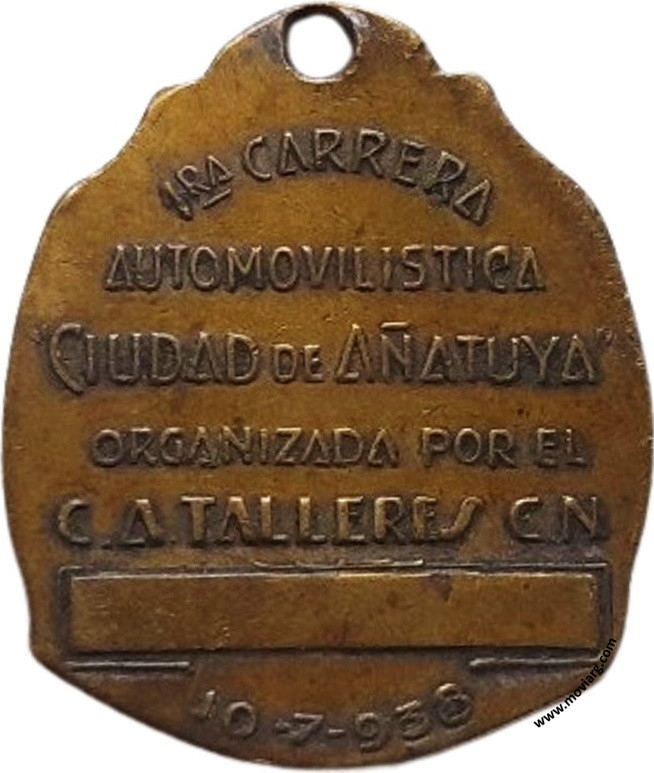 1RA CARRERA
AUTOMOVILISTICA
"CIUDAD DE AÑATUYA"
ORGANIZADA POR EL
C.A. TALLERES C.N.
10-7-938
www.moviarg.com